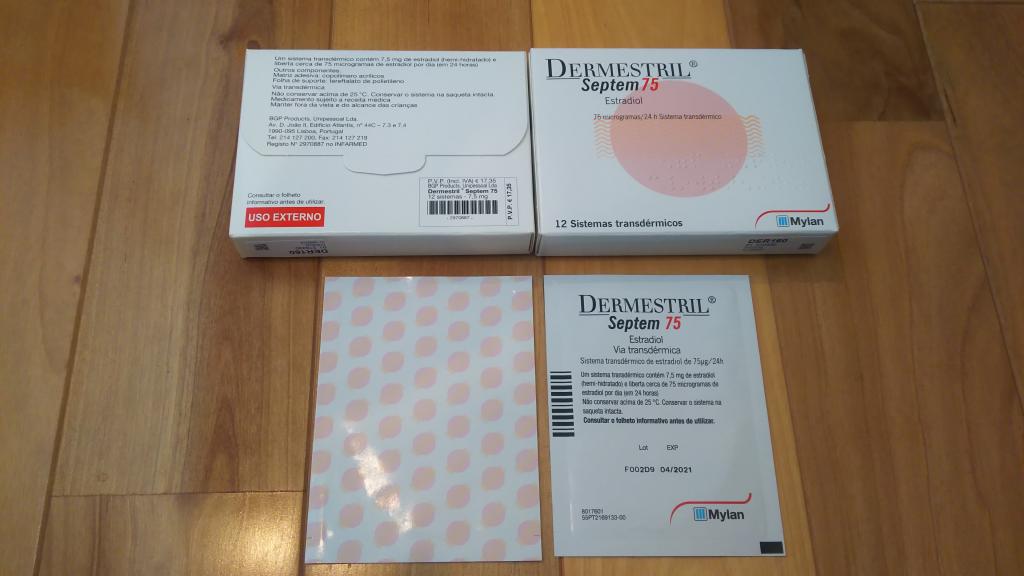 Um sistema transdérmico contém 7,5 mg de estradiol (hemi-hidratado) e
liberta cerca de 75 microgramas de estradiol por dia (em 24 horas)
Outros componentes:
Matriz adesiva: copolímero acrílicos
Folha de suporte: tereftalato de polietileno
Via transdérmica
Não conservar acima de 25 °C. Conservar o sistema na saqueta intacta.
Medicamento sujeito a receita médica
Manter fora da vista e do alcance das crianças
BGP Products, Unipessoal Lda.
Av. D. João II, Edifício Atlantis, nº 44C – 7.3 e 7.4
1990-095 Lisboa, Portugal
Tel: 214 127 200, Fax: 214 127 219
Registo Nº 2970887 no INFARMED
Consultar o folheto
informativo antes de utilizar.
USO EXTERNO
P.V.P. (Incl. IVA) € 17,35
BGP Products, Unipessoal Lda
Dermestril® Septem 75
12 sistemas - 7,5 mg
2970887
P.V.P. € 17,35
DER160
DERMESTRIL®
Septem 75
Estradiol
75 microgramas/24 h Sistema transdérmico
12 Sistemas transdérmicos
Mylan
DER160
DERMESTRIL®
Septem 75
Estradiol
Via transdérmica
Sistema transdérmico de estradiol de 75µg/24h
Um sistema transdérmico contém 7,5 mg de estradiol
(hemi-hidratado) e liberta cerca de 75 microgramas de
estradiol por dia (em 24 horas)
Não conservar acima de 25 °C. Conservar o sistema na
saqueta intacta.
Consultar o folheto informativo antes de utilizar.
Lot EXP
F002D9 04/2021
8017601
55PT2169133-00
Mylan